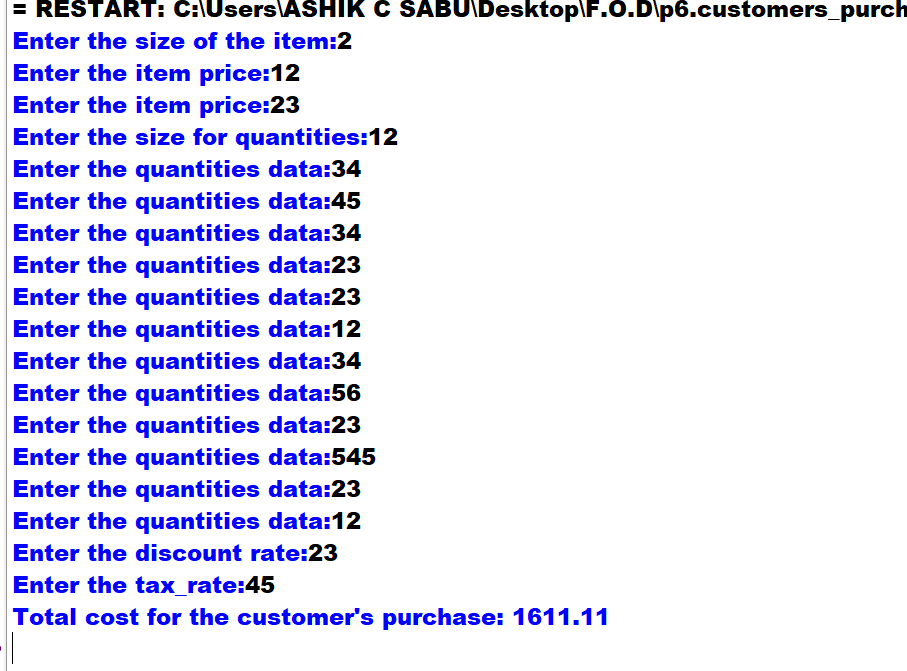 = RESTART: C:\Users\ASHIK C SABU\Desktop\F.O.D\p6.customers_purch
Enter the size of the item:2
Enter the item price:12
Enter the item price:23
Enter the size for quantities:12
Enter the quantities data:34
Enter the quantities data:45
Enter the quantities data:34
Enter the quantities data:23
Enter the quantities data:23
Enter the quantities data:12
Enter the quantities data:34
Enter the quantities data:56
Enter the quantities data:23
Enter the quantities data:545
Enter the quantities data:23
Enter the quantities data:12
Enter the discount rate:23
Enter the tax_rate:45
Total cost for the customer's purchase: 1611.11